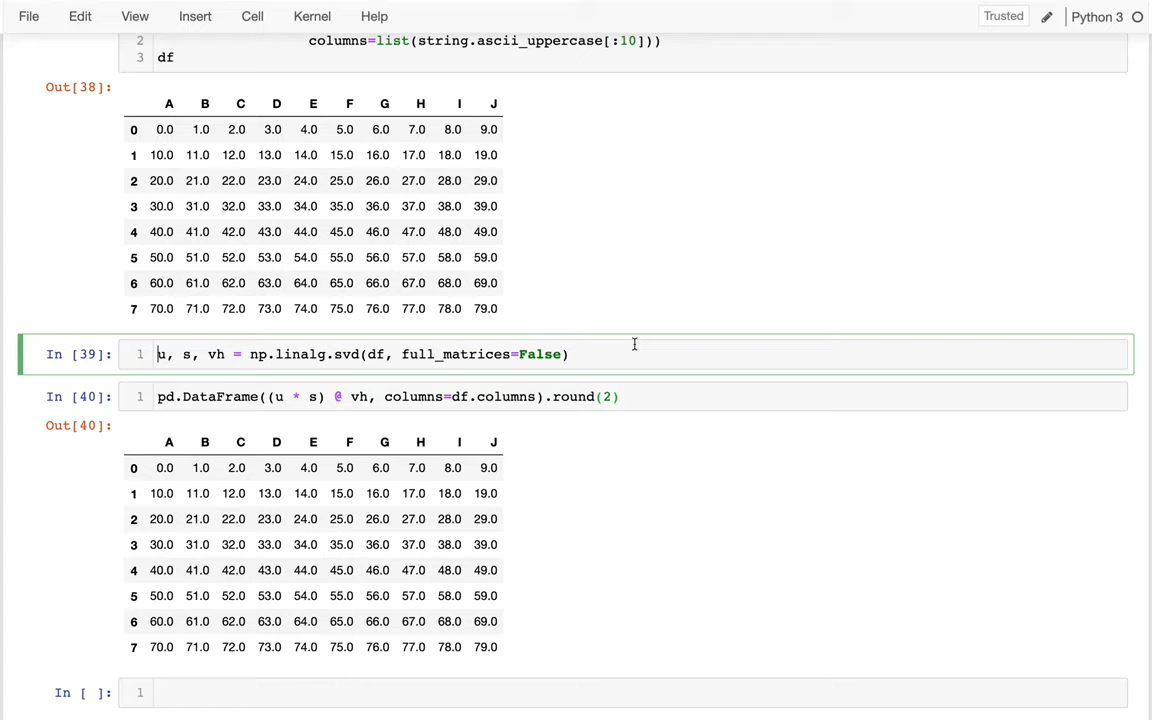 File Edit View Insert Cell Kernel Help Trusted Python 3
2 columns=list(string.ascii_uppercase[:10]))
3 df
Out[38]:
A B C D E F G H I J
0 0.0 1.0 2.0 3.0 4.0 5.0 6.0 7.0 8.0 9.0
1 10.0 11.0 12.0 13.0 14.0 15.0 16.0 17.0 18.0 19.0
2 20.0 21.0 22.0 23.0 24.0 25.0 26.0 27.0 28.0 29.0
3 30.0 31.0 32.0 33.0 34.0 35.0 36.0 37.0 38.0 39.0
4 40.0 41.0 42.0 43.0 44.0 45.0 46.0 47.0 48.0 49.0
5 50.0 51.0 52.0 53.0 54.0 55.0 56.0 57.0 58.0 59.0
6 60.0 61.0 62.0 63.0 64.0 65.0 66.0 67.0 68.0 69.0
7 70.0 71.0 72.0 73.0 74.0 75.0 76.0 77.0 78.0 79.0
In [39]: 1 u, s, vh = np.linalg.svd(df, full_matrices=False)
In [40]: 1 pd.DataFrame((u * s) @ vh, columns=df.columns).round(2)
Out[40]:
A B C D E F G H I J
0 0.0 1.0 2.0 3.0 4.0 5.0 6.0 7.0 8.0 9.0
1 10.0 11.0 12.0 13.0 14.0 15.0 16.0 17.0 18.0 19.0
2 20.0 21.0 22.0 23.0 24.0 25.0 26.0 27.0 28.0 29.0
3 30.0 31.0 32.0 33.0 34.0 35.0 36.0 37.0 38.0 39.0
4 40.0 41.0 42.0 43.0 44.0 45.0 46.0 47.0 48.0 49.0
5 50.0 51.0 52.0 53.0 54.0 55.0 56.0 57.0 58.0 59.0
6 60.0 61.0 62.0 63.0 64.0 65.0 66.0 67.0 68.0 69.0
7 70.0 71.0 72.0 73.0 74.0 75.0 76.0 77.0 78.0 79.0
In [ ]: 1